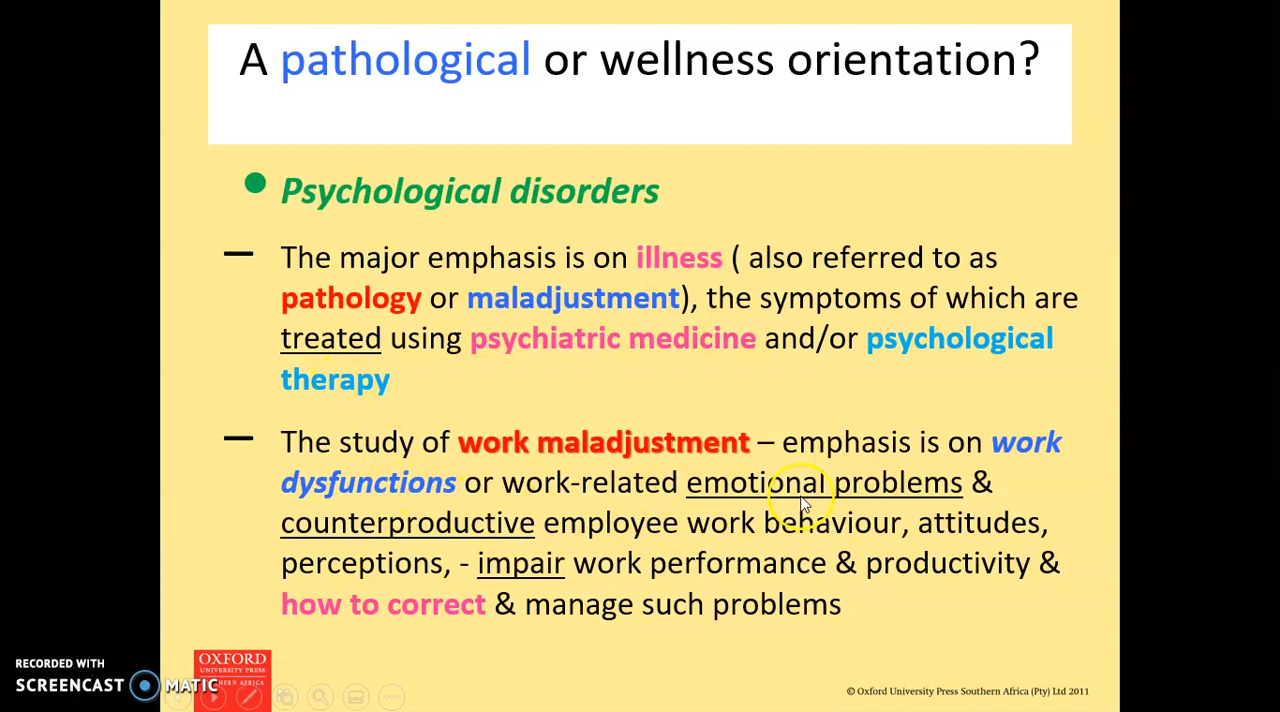 A pathological or wellness orientation?
• Psychological disorders
– The major emphasis is on illness ( also referred to as
pathology or maladjustment), the symptoms of which are
treated using psychiatric medicine and/or psychological
therapy
– The study of work maladjustment – emphasis is on work
dysfunctions or work-related emotional problems &
counterproductive employee work behaviour, attitudes,
perceptions, - impair work performance & productivity &
how to correct & manage such problems
RECORDED WITH
SCREENCAST MATIC
OXFORD
UNIVERSITY PRESS
© Oxford University Press Southern Africa (Pty) Ltd 2011